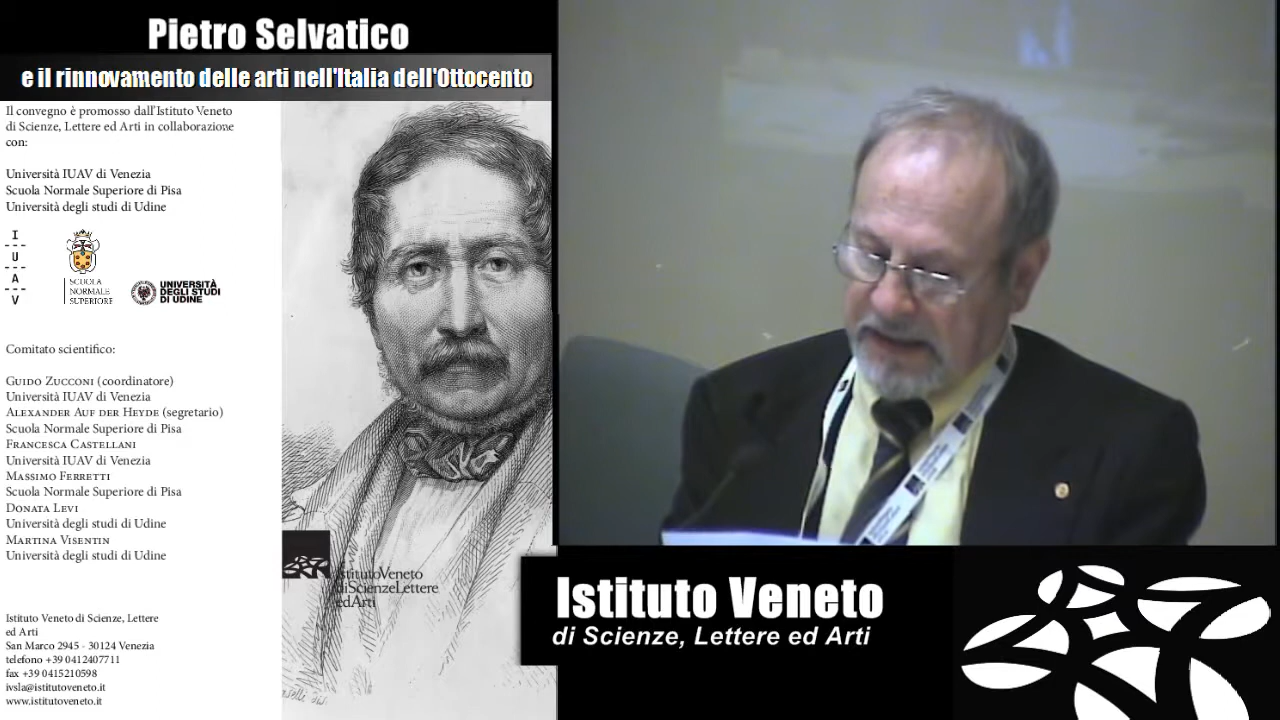 Pietro Selvatico
e il rinnovamento delle arti nell'Italia dell'Ottocento
Il convegno è promosso dall'Istituto Veneto
di Scienze, Lettere ed Arti in collaborazione
con:
Università IUAV di Venezia
Scuola Normale Superiore di Pisa
Università degli studi di Udine
I
U
A
V
SCUOLA
NORMALE
SUPERIORE
UNIVERSITÀ
DEGLI STUDI
DI UDINE
Comitato scientifico:
Guido Zucconi (coordinatore)
Università IUAV di Venezia
Alexander Auf der Heyde (segretario)
Scuola Normale Superiore di Pisa
Francesca Castellani
Università IUAV di Venezia
Massimo Ferretti
Scuola Normale Superiore di Pisa
Donata Levi
Università degli studi di Udine
Martina Visentin
Università degli studi di Udine
Istituto Veneto di Scienze, Lettere
ed Arti
San Marco 2945 - 30124 Venezia
telefono +39 0412407711
fax +39 0415210598
ivsla@istitutoveneto.it
www.istitutoveneto.it
IstitutoVeneto
diScienzeLettere
edArti
Istituto Veneto
di Scienze, Lettere ed Arti